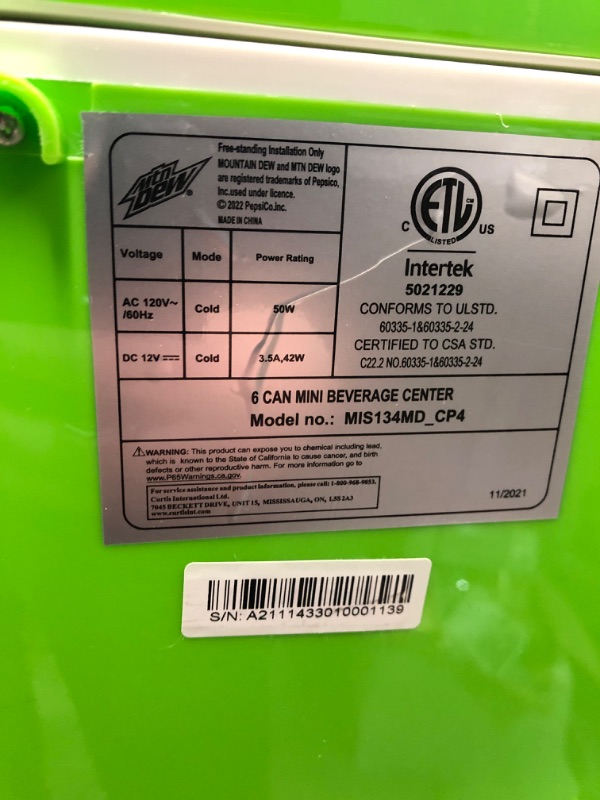 Mtn
DEW®
Free-standing Installation Only
MOUNTAIN DEW and MTN DEW logo
are registered trademarks of Pepsico,
Inc.used under licence.
© 2022 PepsiCo.Inc.
MADE IN CHINA
Voltage Mode Power Rating
AC 120V~
/60Hz Cold 50W
DC 12V Cold 3.5A,42W
C ETL CM US
LISTED
Intertek
5021229
CONFORMS TO ULSTD.
60335-1&60335-2-24
CERTIFIED TO CSA STD.
C22.2 NO.60335-1&60335-2-24
6 CAN MINI BEVERAGE CENTER
Model no.: MIS134MD_CP4
WARNING: This product can expose you to chemical including lead,
which is known to the State of California to cause cancer, and birth
defects or other reproductive harm. For more information go to
www.P65Warnings.ca.gov.
For service assistance and product information, please call: 1-800-968-9853.
Curtis International Ltd.
7045 BECKETT DRIVE, UNIT 15, MISSISSAUGA, ON, L5S 2A3
www.curtisint.com
11/2021
S/N: A2111433010001139